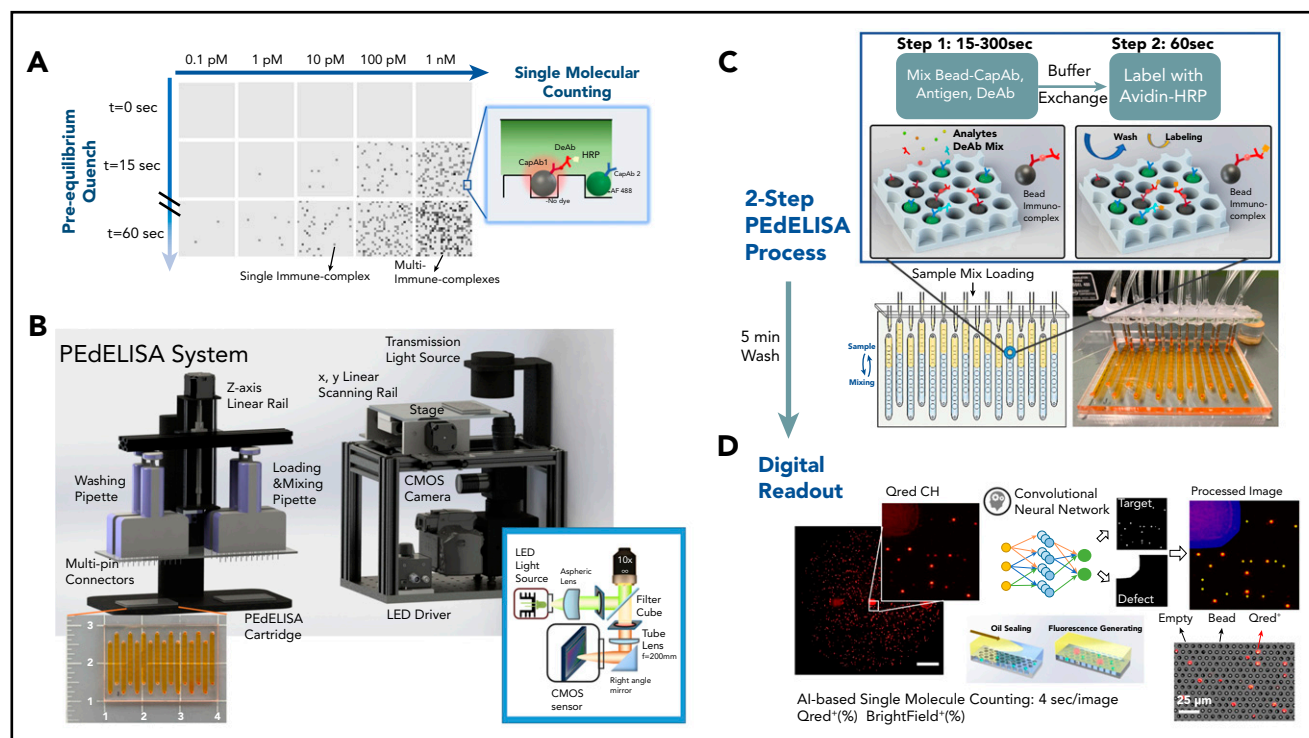 A
0.1 pM 1 pM 10 pM 100 pM 1 nM
Pre-equilibrium
Quench
t=0 sec
t=15 sec
t=60 sec
Single Immune-complex
Multi-
Immune-complexes
Single Molecular
Counting
DeAb
HRP
CapAb1
CapAb 2
AF 488
-No dye
B
PEdELISA System
Z-axis
Linear Rail
Washing
Pipette
Loading
&Mixing
Pipette
Multi-pin
Connectors
PEdELISA
Cartridge
3
2
1
1 2 3 4
Transmission
Light Source
x, y Linear
Scanning Rail
Stage
CMOS
Camera
LED Driver
LED
Light
Source
Aspheric
Lens
10x
∞
Filter
Cube
Tube
Lens
f=200mm
Right angle
mirror
CMOS
sensor
C
Step 1: 15-300sec
Mix Bead-CapAb,
Antigen, DeAb
Buffer
Exchange
Step 2: 60sec
Label with
Avidin-HRP
Analytes
DeAb Mix
Bead
Immuno-
complex
Wash
Labeling
Bead
Immuno-
complex
2-Step
PEdELISA
Process
Sample Mix Loading
Sample
Mixing
5 min
Wash
D
Digital
Readout
Qred CH
Convolutional
Neural Network
Target
Defect
Processed Image
Oil Sealing
Fluorescence Generating
Empty Bead Qred⁺
25 µm
AI-based Single Molecule Counting: 4 sec/image
Qred⁺(%) BrightField⁺(%)